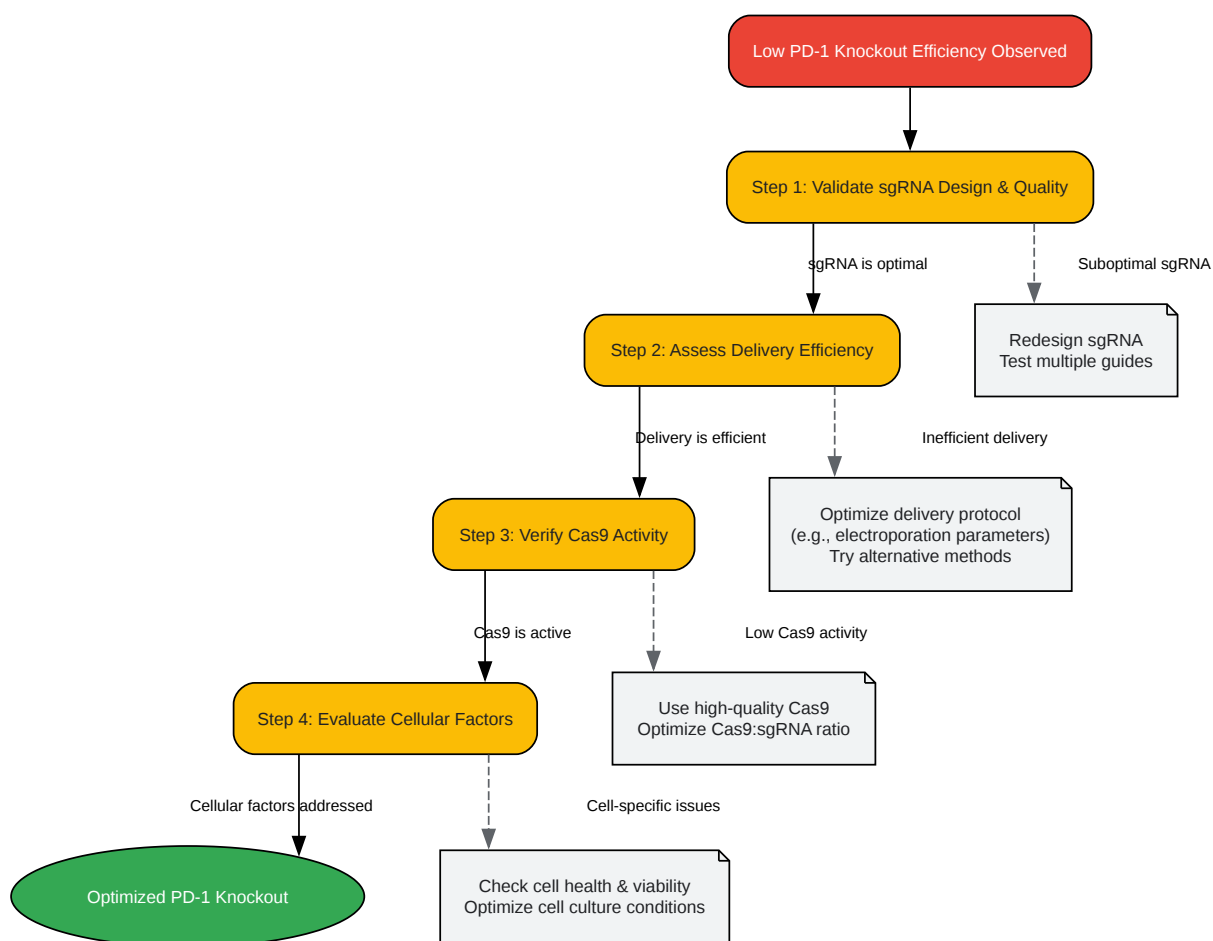 Low PD-1 Knockout Efficiency Observed
Step 1: Validate sgRNA Design & Quality
sgRNA is optimal
Suboptimal sgRNA
Redesign sgRNA
Test multiple guides
Step 2: Assess Delivery Efficiency
Delivery is efficient
Inefficient delivery
Optimize delivery protocol
(e.g., electroporation parameters)
Try alternative methods
Step 3: Verify Cas9 Activity
Cas9 is active
Low Cas9 activity
Use high-quality Cas9
Optimize Cas9:sgRNA ratio
Step 4: Evaluate Cellular Factors
Cellular factors addressed
Cell-specific issues
Check cell health & viability
Optimize cell culture conditions
Optimized PD-1 Knockout